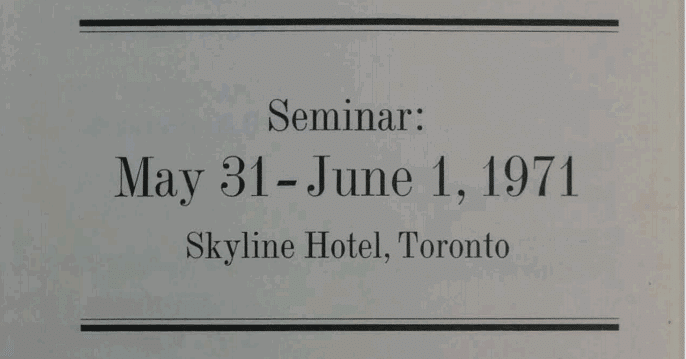 Seminar:
May 31-June 1, 1971
Skyline Hotel, Toronto